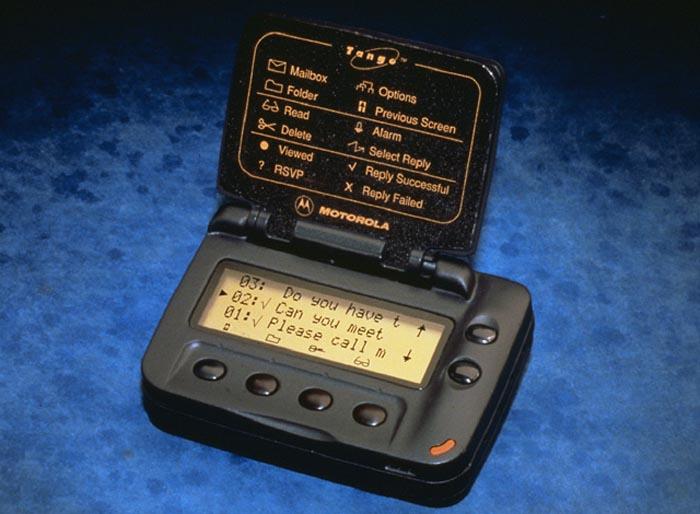 Tango™
Mailbox
Folder
Read
Delete
Viewed
? RSVP
Options
Previous Screen
Alarm
Select Reply
✓ Reply Successful
X Reply Failed
MOTOROLA
03: Do you have t ↑
▶02:√ Can you meet
01:√ Please call m ↓